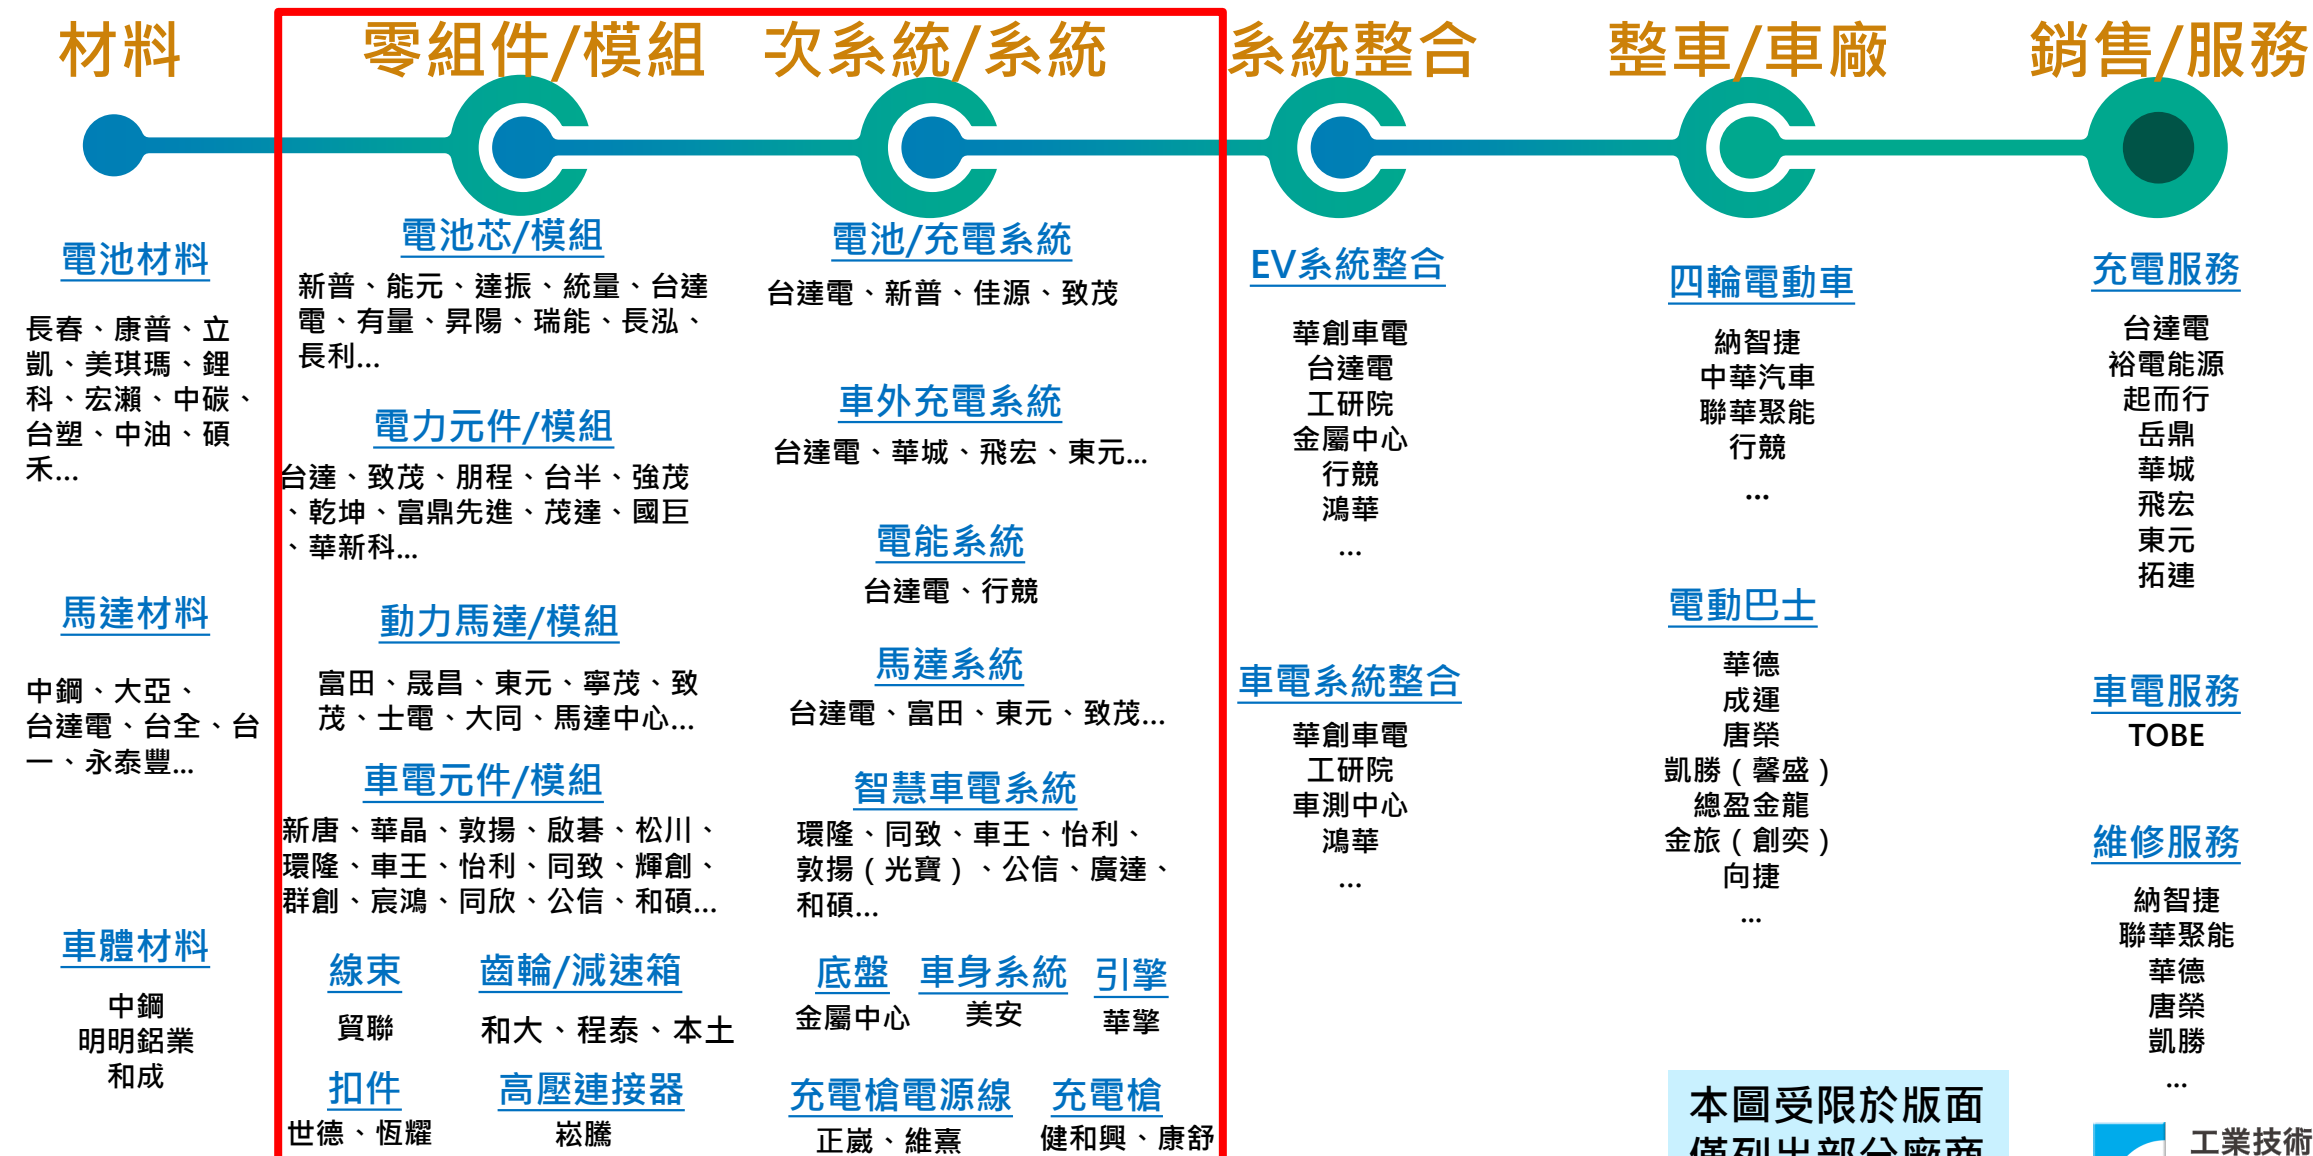 材料
電池材料
長春、康普、立
凱、美琪瑪、鋰
科、宏瀨、中碳、
台塑、中油、碩
禾...
馬達材料
中鋼、大亞、
台達電、台全、台
一、永泰豐...
車體材料
中鋼
明明鋁業
和成
零組件/模組
電池芯/模組
新普、能元、達振、統量、台達
電、有量、昇陽、瑞能、長泓、
長利...
電力元件/模組
台達、致茂、朋程、台半、強茂
、乾坤、富鼎先進、茂達、國巨
、華新科...
動力馬達/模組
富田、晟昌、東元、寧茂、致
茂、士電、大同、馬達中心...
車電元件/模組
新唐、華晶、敦揚、啟碁、松川、
環隆、車王、怡利、同致、輝創、
群創、宸鴻、同欣、公信、和碩...
線束
貿聯
齒輪/減速箱
和大、程泰、本土
扣件
世德、恆耀
高壓連接器
崧騰
次系統/系統
電池/充電系統
台達電、新普、佳源、致茂
車外充電系統
台達電、華城、飛宏、東元...
電能系統
台達電、行競
馬達系統
台達電、富田、東元、致茂...
智慧車電系統
環隆、同致、車王、怡利、
敦揚（光寶）、公信、廣達、
和碩...
底盤
金屬中心
車身系統
美安
引擎
華擎
充電槍電源線
正崴、維熹
充電槍
健和興、康舒
系統整合
EV系統整合
華創車電
台達電
工研院
金屬中心
行競
鴻華
...
車電系統整合
華創車電
工研院
車測中心
鴻華
...
整車/車廠
四輪電動車
納智捷
中華汽車
聯華聚能
行競
...
電動巴士
華德
成運
唐榮
凱勝（馨盛）
總盈金龍
金旅（創奕）
向捷
...
本圖受限於版面
僅列出部分廠商
銷售/服務
充電服務
台達電
裕電能源
起而行
岳鼎
華城
飛宏
東元
拓連
車電服務
TOBE
維修服務
納智捷
聯華聚能
華德
唐榮
凱勝
...
工業技術